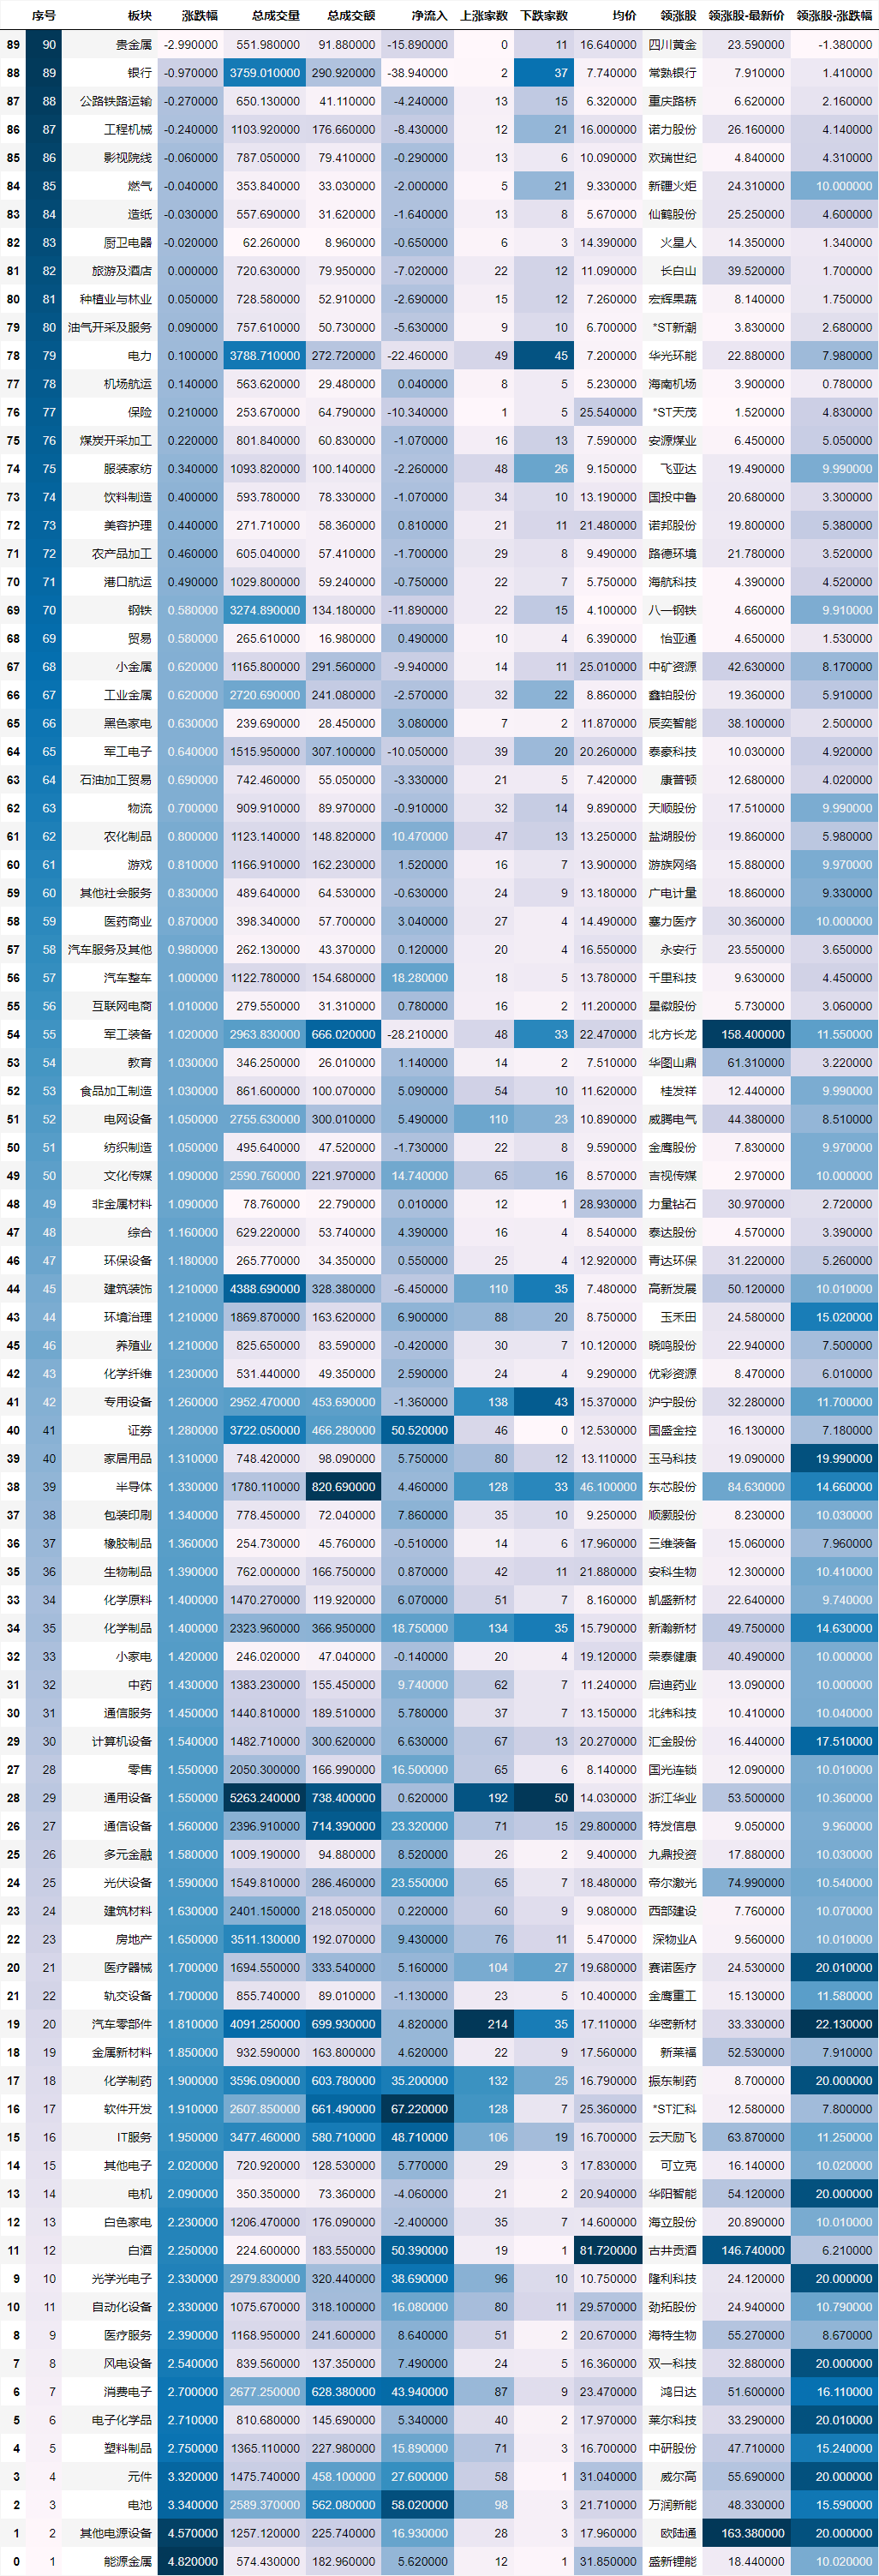 序号 板块 涨跌幅 总成交量 总成交额 净流入 上涨家数 下跌家数 均价 领涨股 领涨股-最新价 领涨股-涨跌幅
89 90 贵金属 -2.990000 551.980000 91.880000 -15.890000 0 11 16.640000 四川黄金 23.590000 -1.380000
88 89 银行 -0.970000 3759.010000 290.920000 -38.940000 2 37 7.740000 常熟银行 7.910000 1.410000
87 88 公路铁路运输 -0.270000 650.130000 41.110000 -4.240000 13 15 6.320000 重庆路桥 6.620000 2.160000
86 87 工程机械 -0.240000 1103.920000 176.660000 -8.430000 12 21 16.000000 诺力股份 26.160000 4.140000
85 86 影视院线 -0.060000 787.050000 79.410000 -0.290000 13 6 10.090000 欢瑞世纪 4.840000 4.310000
84 85 燃气 -0.040000 353.840000 33.030000 -2.000000 5 21 9.330000 新疆火炬 24.310000 10.000000
83 84 造纸 -0.030000 557.690000 31.620000 -1.640000 13 8 5.670000 仙鹤股份 25.250000 4.600000
82 83 厨卫电器 -0.020000 62.260000 8.960000 -0.650000 6 3 14.390000 火星人 14.350000 1.340000
81 82 旅游及酒店 0.000000 720.630000 79.950000 -7.020000 22 12 11.090000 长白山 39.520000 1.700000
80 81 种植业与林业 0.050000 728.580000 52.910000 -2.690000 15 12 7.260000 宏辉果蔬 8.140000 1.750000
79 80 油气开采及服务 0.090000 757.610000 50.730000 -5.630000 9 10 6.700000 *ST新潮 3.830000 2.680000
78 79 电力 0.100000 3788.710000 272.720000 -22.460000 49 45 7.200000 华光环能 22.880000 7.980000
77 78 机场航运 0.140000 563.620000 29.480000 0.040000 8 5 5.230000 海南机场 3.900000 0.780000
76 77 保险 0.210000 253.670000 64.790000 -10.340000 1 5 25.540000 *ST天茂 1.520000 4.830000
75 76 煤炭开采加工 0.220000 801.840000 60.830000 -1.070000 16 13 7.590000 安源煤业 6.450000 5.050000
74 75 服装家纺 0.340000 1093.820000 100.140000 -2.260000 48 26 9.150000 飞亚达 19.490000 9.990000
73 74 饮料制造 0.400000 593.780000 78.330000 -1.070000 34 10 13.190000 国投中鲁 20.680000 3.300000
72 73 美容护理 0.440000 271.710000 58.360000 0.810000 21 11 21.480000 诺邦股份 19.800000 5.380000
71 72 农产品加工 0.460000 605.040000 57.410000 -1.700000 29 8 9.490000 路德环境 21.780000 3.520000
70 71 港口航运 0.490000 1029.800000 59.240000 -0.750000 22 7 5.750000 海航科技 4.390000 4.520000
69 70 钢铁 0.580000 3274.890000 134.180000 -11.890000 22 15 4.100000 八一钢铁 4.660000 9.910000
68 69 贸易 0.580000 265.610000 16.980000 0.490000 10 4 6.390000 怡亚通 4.650000 1.530000
67 68 小金属 0.620000 1165.800000 291.560000 -9.940000 14 11 25.010000 中矿资源 42.630000 8.170000
66 67 工业金属 0.620000 2720.690000 241.080000 -2.570000 32 22 8.860000 鑫铂股份 19.360000 5.910000
65 66 黑色家电 0.630000 239.690000 28.450000 3.080000 7 2 11.870000 辰奕智能 38.100000 2.500000
64 65 军工电子 0.640000 1515.950000 307.100000 -10.050000 39 20 20.260000 泰豪科技 10.030000 4.920000
63 64 石油加工贸易 0.690000 742.460000 55.050000 -3.330000 21 5 7.420000 康普顿 12.680000 4.020000
62 63 物流 0.700000 909.910000 89.970000 -0.910000 32 14 9.890000 天顺股份 17.510000 9.990000
61 62 农化制品 0.800000 1123.140000 148.820000 10.470000 47 13 13.250000 盐湖股份 19.860000 5.980000
60 61 游戏 0.810000 1166.910000 162.230000 1.520000 16 7 13.900000 游族网络 15.880000 9.970000
59 60 其他社会服务 0.830000 489.640000 64.530000 -0.630000 24 9 13.180000 广电计量 18.860000 9.330000
58 59 医药商业 0.870000 398.340000 57.700000 3.040000 27 4 14.490000 塞力医疗 30.360000 10.000000
57 58 汽车服务及其他 0.980000 262.130000 43.370000 0.120000 20 4 16.550000 永安行 23.550000 3.650000
56 57 汽车整车 1.000000 1122.780000 154.680000 18.280000 18 5 13.780000 千里科技 9.630000 4.450000
55 56 互联网电商 1.010000 279.550000 31.310000 0.780000 16 2 11.200000 星徽股份 5.730000 3.060000
54 55 军工装备 1.020000 2963.830000 666.020000 -28.210000 48 33 22.470000 北方长龙 158.400000 11.550000
53 54 教育 1.030000 346.250000 26.010000 1.140000 14 2 7.510000 华图山鼎 61.310000 3.220000
52 53 食品加工制造 1.030000 861.600000 100.070000 5.090000 54 10 11.620000 桂发祥 12.440000 9.990000
51 52 电网设备 1.050000 2755.630000 300.010000 5.490000 110 23 10.890000 威腾电气 44.380000 8.510000
50 51 纺织制造 1.050000 495.640000 47.520000 -1.730000 22 8 9.590000 金鹰股份 7.830000 9.970000
49 50 文化传媒 1.090000 2590.760000 221.970000 14.740000 65 16 8.570000 吉视传媒 2.970000 10.000000
48 49 非金属材料 1.090000 78.760000 22.790000 0.010000 12 1 28.930000 力量钻石 30.970000 2.720000
47 48 综合 1.160000 629.220000 53.740000 4.390000 16 4 8.540000 泰达股份 4.570000 3.390000
46 47 环保设备 1.180000 265.770000 34.350000 0.550000 25 4 12.920000 青达环保 31.220000 5.260000
44 45 建筑装饰 1.210000 4388.690000 328.380000 -6.450000 110 35 7.480000 高新发展 50.120000 10.010000
43 44 环境治理 1.210000 1869.870000 163.620000 6.900000 88 20 8.750000 玉禾田 24.580000 15.020000
45 46 养殖业 1.210000 825.650000 83.590000 -0.420000 30 7 10.120000 晓鸣股份 22.940000 7.500000
42 43 化学纤维 1.230000 531.440000 49.350000 2.590000 24 4 9.290000 优彩资源 8.470000 6.010000
41 42 专用设备 1.260000 2952.470000 453.690000 -1.360000 138 43 15.370000 沪宁股份 32.280000 11.700000
40 41 证券 1.280000 3722.050000 466.280000 50.520000 46 0 12.530000 国盛金控 16.130000 7.180000
39 40 家居用品 1.310000 748.420000 98.090000 5.750000 80 12 13.110000 玉马科技 19.090000 19.990000
38 39 半导体 1.330000 1780.110000 820.690000 4.460000 128 33 46.100000 东芯股份 84.630000 14.660000
37 38 包装印刷 1.340000 778.450000 72.040000 7.860000 35 10 9.250000 顺灏股份 8.230000 10.030000
36 37 橡胶制品 1.360000 254.730000 45.760000 -0.510000 14 6 17.960000 三维装备 15.060000 7.960000
35 36 生物制品 1.390000 762.000000 166.750000 0.870000 42 11 21.880000 安科生物 12.300000 10.410000
33 34 化学原料 1.400000 1470.270000 119.920000 6.070000 51 7 8.160000 凯盛新材 22.640000 9.740000
34 35 化学制品 1.400000 2323.960000 366.950000 18.750000 134 35 15.790000 新瀚新材 49.750000 14.630000
32 33 小家电 1.420000 246.020000 47.040000 -0.140000 20 4 19.120000 荣泰健康 40.490000 10.000000
31 32 中药 1.430000 1383.230000 155.450000 9.740000 62 7 11.240000 启迪药业 13.090000 10.000000
30 31 通信服务 1.450000 1440.810000 189.510000 5.780000 37 7 13.150000 北纬科技 10.410000 10.040000
29 30 计算机设备 1.540000 1482.710000 300.620000 6.630000 67 13 20.270000 汇金股份 16.440000 17.510000
27 28 零售 1.550000 2050.300000 166.990000 16.500000 65 6 8.140000 国光连锁 12.090000 10.010000
28 29 通用设备 1.550000 5263.240000 738.400000 0.620000 192 50 14.030000 浙江华业 53.500000 10.360000
26 27 通信设备 1.560000 2396.910000 714.390000 23.320000 71 15 29.800000 特发信息 9.050000 9.960000
25 26 多元金融 1.580000 1009.190000 94.880000 8.520000 26 2 9.400000 九鼎投资 17.880000 10.030000
24 25 光伏设备 1.590000 1549.810000 286.460000 23.550000 65 7 18.480000 帝尔激光 74.990000 10.540000
23 24 建筑材料 1.630000 2401.150000 218.050000 0.220000 60 9 9.080000 西部建设 7.760000 10.070000
22 23 房地产 1.650000 3511.130000 192.070000 9.430000 76 11 5.470000 深物业A 9.560000 10.010000
20 21 医疗器械 1.700000 1694.550000 333.540000 5.160000 104 27 19.680000 赛诺医疗 24.530000 20.010000
21 22 轨交设备 1.700000 855.740000 89.010000 -1.130000 23 5 10.400000 金鹰重工 15.130000 11.580000
19 20 汽车零部件 1.810000 4091.250000 699.930000 4.820000 214 35 17.110000 华密新材 33.330000 22.130000
18 19 金属新材料 1.850000 932.590000 163.800000 4.620000 22 9 17.560000 新莱福 52.530000 7.910000
17 18 化学制药 1.900000 3596.090000 603.780000 35.200000 132 25 16.790000 振东制药 8.700000 20.000000
16 17 软件开发 1.910000 2607.850000 661.490000 67.220000 128 7 25.360000 *ST汇科 12.580000 7.800000
15 16 IT服务 1.950000 3477.460000 580.710000 48.710000 106 19 16.700000 云天励飞 63.870000 11.250000
14 15 其他电子 2.020000 720.920000 128.530000 5.770000 29 3 17.830000 可立克 16.140000 10.020000
13 14 电机 2.090000 350.350000 73.360000 -4.060000 21 2 20.940000 华阳智能 54.120000 20.000000
12 13 白色家电 2.230000 1206.470000 176.090000 -2.400000 35 7 14.600000 海立股份 20.890000 10.010000
11 12 白酒 2.250000 224.600000 183.550000 50.390000 19 1 81.720000 古井贡酒 146.740000 6.210000
9 10 光学光电子 2.330000 2979.830000 320.440000 38.690000 96 10 10.750000 隆利科技 24.120000 20.000000
10 11 自动化设备 2.330000 1075.670000 318.100000 16.080000 80 11 29.570000 劲拓股份 24.940000 10.790000
8 9 医疗服务 2.390000 1168.950000 241.600000 8.640000 51 2 20.670000 海特生物 55.270000 8.670000
7 8 风电设备 2.540000 839.560000 137.350000 7.490000 24 5 16.360000 双一科技 32.880000 20.000000
6 7 消费电子 2.700000 2677.250000 628.380000 43.940000 87 9 23.470000 鸿日达 51.600000 16.110000
5 6 电子化学品 2.710000 810.680000 145.690000 5.340000 40 2 17.970000 莱尔科技 33.290000 20.010000
4 5 塑料制品 2.750000 1365.110000 227.980000 15.890000 71 3 16.700000 中研股份 47.710000 15.240000
3 4 元件 3.320000 1475.740000 458.100000 27.600000 58 1 31.040000 威尔高 55.690000 20.000000
2 3 电池 3.340000 2589.370000 562.080000 58.020000 98 3 21.710000 万润新能 48.330000 15.590000
1 2 其他电源设备 4.570000 1257.120000 225.740000 16.930000 28 3 17.960000 欧陆通 163.380000 20.000000
0 1 能源金属 4.820000 574.430000 182.960000 5.620000 12 1 31.850000 盛新锂能 18.440000 10.020000